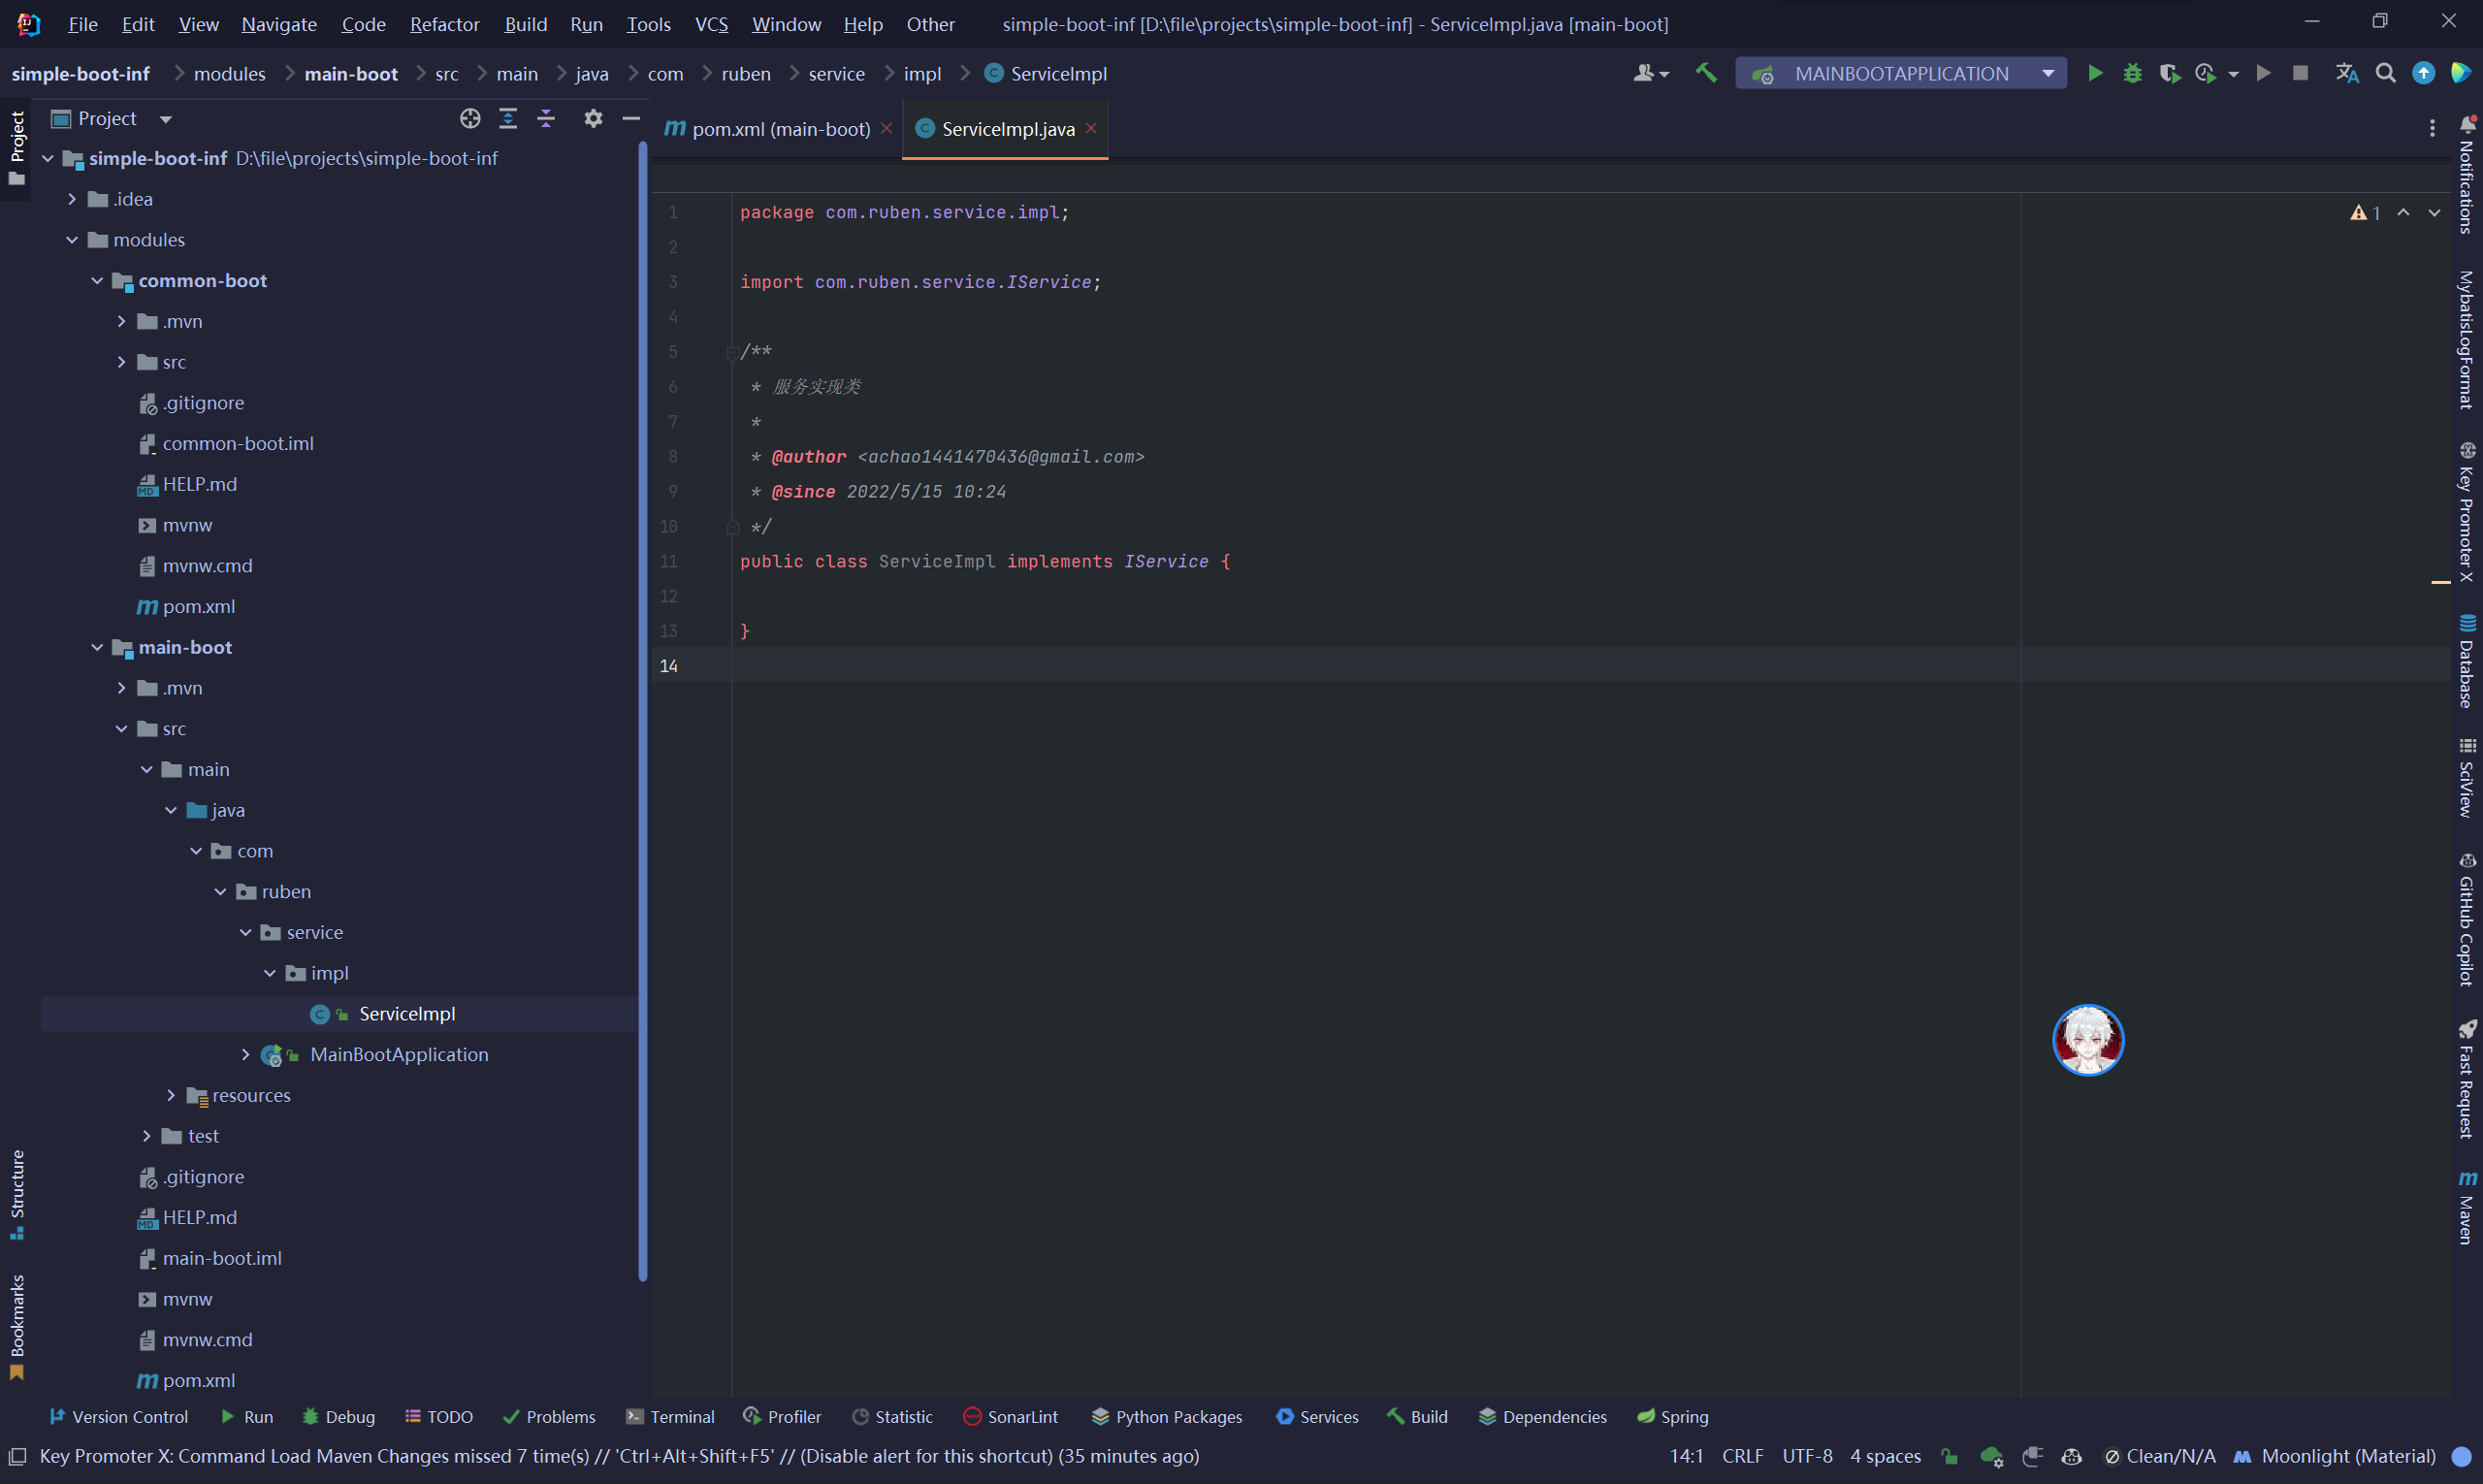 File Edit View Navigate Code Refactor Build Run Tools VCS Window Help Other simple-boot-inf [D:\file\projects\simple-boot-inf] - ServiceImpl.java [main-boot]
simple-boot-inf modules main-boot src main java com ruben service impl ServiceImpl MAINBOOTAPPLICATION
Project
Project
Structure
Bookmarks
simple-boot-inf D:\file\projects\simple-boot-inf
.idea
modules
common-boot
.mvn
src
.gitignore
common-boot.iml
HELP.md
mvnw
mvnw.cmd
pom.xml
main-boot
.mvn
src
main
java
com
ruben
service
impl
ServiceImpl
MainBootApplication
resources
test
.gitignore
HELP.md
main-boot.iml
mvnw
mvnw.cmd
pom.xml
pom.xml (main-boot) ServiceImpl.java
1 package com.ruben.service.impl;
2
3 import com.ruben.service.IService;
4
5 /**
6 * 服务实现类
7 *
8 * @author <achao1441470436@gmail.com>
9 * @since 2022/5/15 10:24
10 */
11 public class ServiceImpl implements IService {
12
13 }
14
1
Notifications
MybatisLogFormat
Key Promoter X
Database
SciView
GitHub Copilot
Fast Request
Maven
Version Control Run Debug TODO Problems Terminal Profiler Statistic SonarLint Python Packages Services Build Dependencies Spring
Key Promoter X: Command Load Maven Changes missed 7 time(s) // 'Ctrl+Alt+Shift+F5' // (Disable alert for this shortcut) (35 minutes ago) 14:1 CRLF UTF-8 4 spaces Clean/N/A Moonlight (Material)